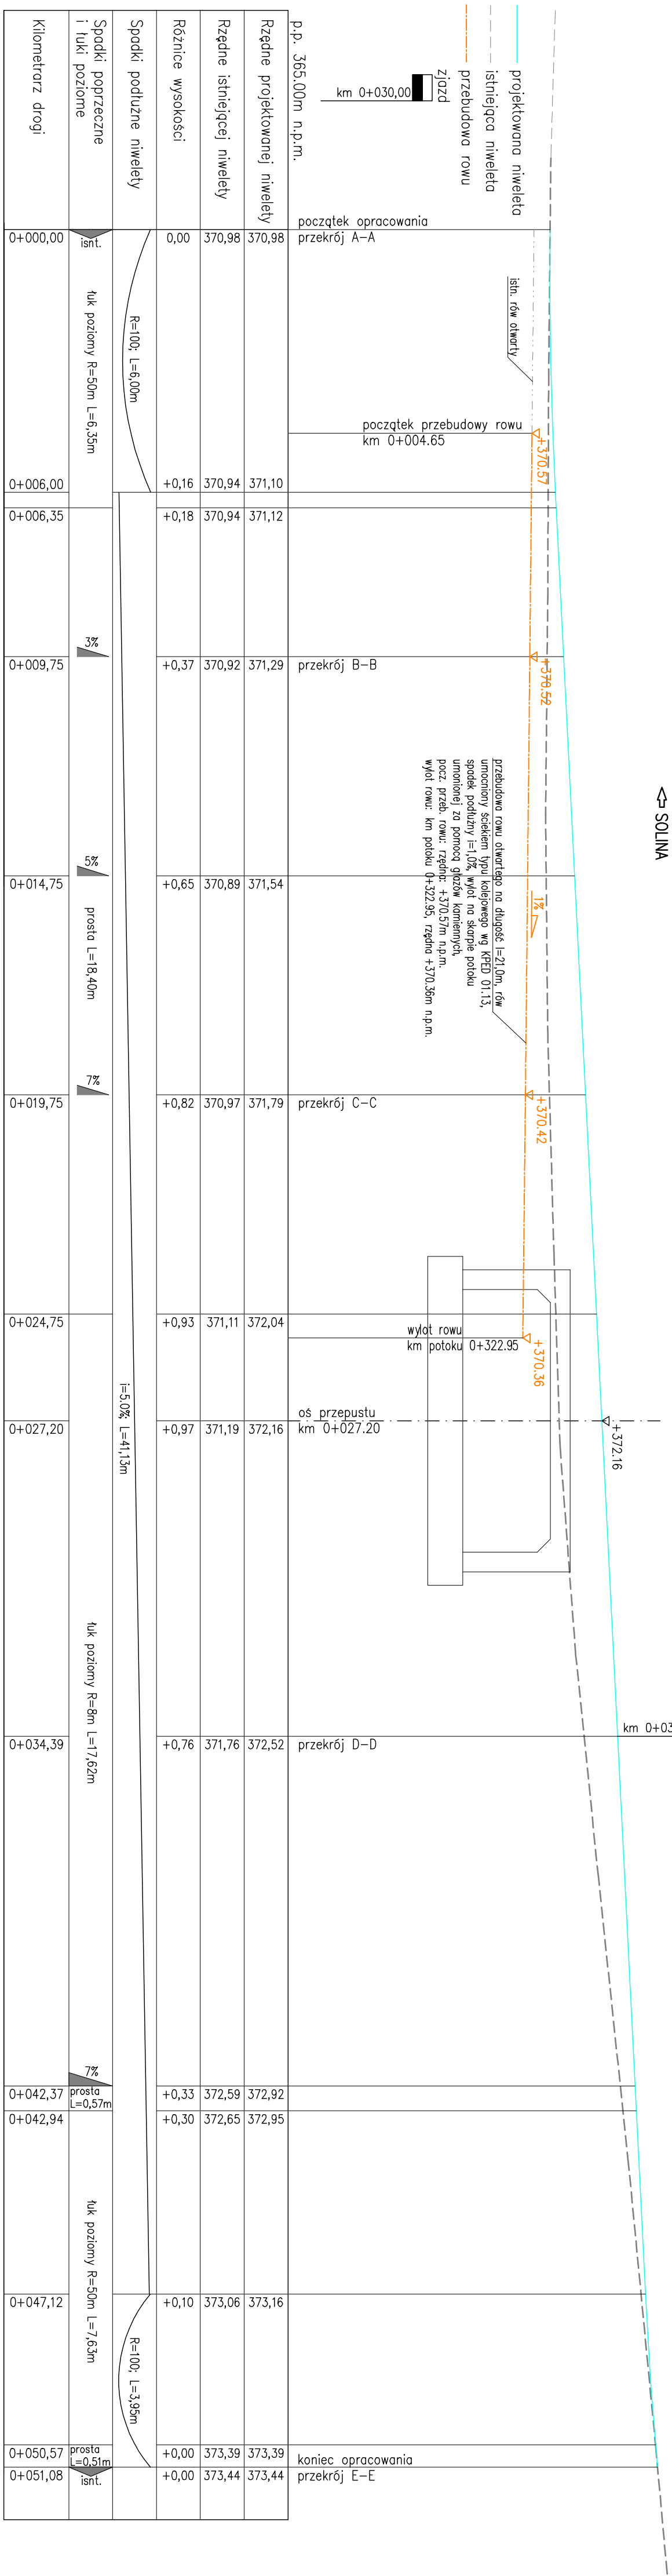 projektowana niweleta
istniejąca niweleta
przebudowa rowu
zjazd
km 0+030,00
p.p. 365.00m n.p.m.
Rzędne projektowanej niwelety
Rzędne istniejącej niwelety
Różnice wysokości
Spadki podłużne niwelety
Spadki poprzeczne
i łuki poziome
Kilometrarz drogi
SOLINA
początek opracowania
przekrój A-A
istn. rów otwarty
początek przebudowy rowu
km 0+004.65
+370.57
przekrój B-B
+370.52
przebudowa rowu otwartego na długość l=21,0m, rów
umocniony ściekiem typu kolejowego wg KPED 01.13,
spadek podłużny i=1,0%, wylot na skarpie potoku
umonionej za pomocą głazów kamiennych,
pocz. przeb. rowu: rzędna: +370.57m n.p.m.
wylot rowu: km potoku 0+322.95, rzędna +370.36m n.p.m.
1%
przekrój C-C
+370.42
wylot rowu
km potoku 0+322.95
+370.36
oś przepustu
km 0+027.20
+372.16
km 0+03
przekrój D-D
koniec opracowania
przekrój E-E
0+000,00 isnt. 0,00 370,98 370,98
R=100; L=6,00m
łuk poziomy R=50m L=6,35m
0+006,00 +0,16 370,94 371,10
0+006,35 +0,18 370,94 371,12
3%
0+009,75 +0,37 370,92 371,29
5%
0+014,75 +0,65 370,89 371,54
prosta L=18,40m
7%
0+019,75 +0,82 370,97 371,79
0+024,75 +0,93 371,11 372,04
i=5.0%; L=41,13m
0+027,20 +0,97 371,19 372,16
łuk poziomy R=8m L=17,62m
0+034,39 +0,76 371,76 372,52
7%
0+042,37 prosta +0,33 372,59 372,92
L=0,57m
0+042,94 +0,30 372,65 372,95
łuk poziomy R=50m L=7,63m
0+047,12 +0,10 373,06 373,16
R=100; L=3,95m
0+050,57 prosta +0,00 373,39 373,39
L=0,51m
0+051,08 isnt. +0,00 373,44 373,44